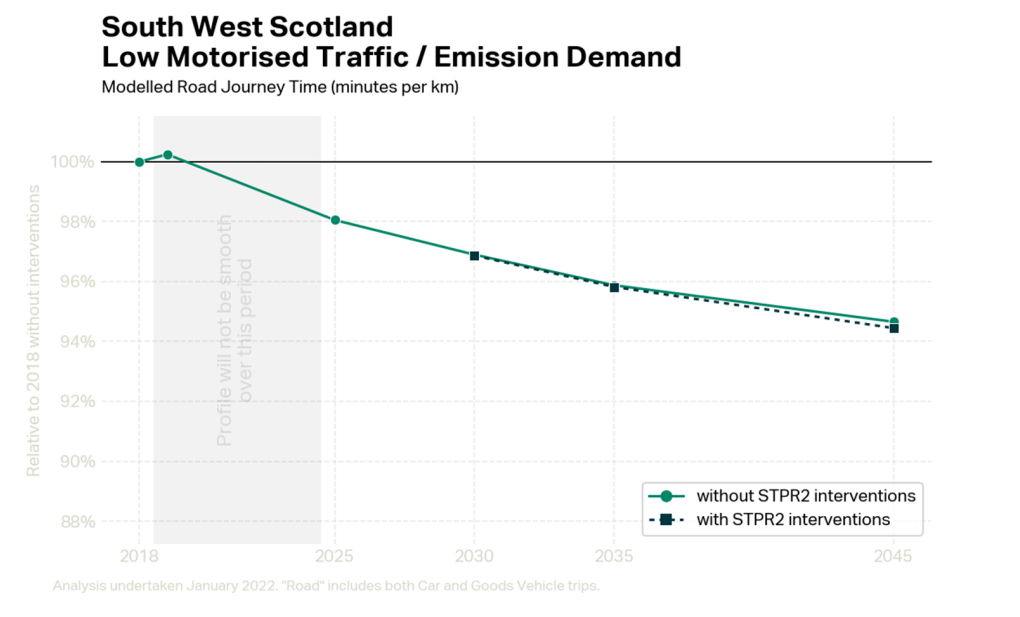 South West Scotland
Low Motorised Traffic / Emission Demand
Modelled Road Journey Time (minutes per km)
Relative to 2018 without interventions
100%
98%
96%
94%
92%
90%
88%
Profile will not be smooth
over this period
without STPR2 interventions
with STPR2 interventions
2018
2025
2030
2035
2045
Analysis undertaken January 2022. "Road" includes both Car and Goods Vehicle trips.